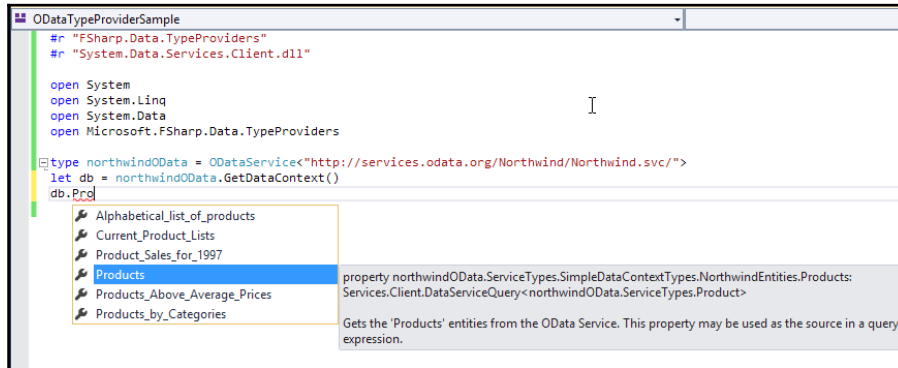 ODataTypeProviderSample
#r "FSharp.Data.TypeProviders"
#r "System.Data.Services.Client.dll"
open System
open System.Linq
open System.Data
open Microsoft.FSharp.Data.TypeProviders
type northwindOData = ODataService<"http://services.odata.org/Northwind/Northwind.svc/">
let db = northwindOData.GetDataContext()
db.Pro
Alphabetical_list_of_products
Current_Product_Lists
Product_Sales_for_1997
Products
Products_Above_Average_Prices
Products_by_Categories
property northwindOData.ServiceTypes.SimpleDataContextTypes.NorthwindEntities.Products:
Services.Client.DataServiceQuery<northwindOData.ServiceTypes.Product>
Gets the 'Products' entities from the OData Service. This property may be used as the source in a query
expression.